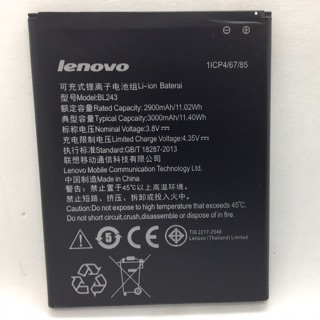 lenovo
1ICP4/67/85
可充式锂离子电池组Li-ion Baterai
型号Model:BL243
额定容量Rated Capacity: 2900mAh/11.02Wh
典型容量Typical Capcaity:3000mAh/11.40Wh
标称电压Nominal Voltage:3.8V⎓
充电限制电压Limited Charge Voltage:4.35V⎓
执行标准Standard:GB/T 18287-2013
联想移动通信科技有限公司
Lenovo Mobile Communication Technology Ltd.
中国制造Made in China
警告：禁止置于45℃以上高温环境。
禁止短路、挤压、拆卸或投入火中。
Caution:Do not expose to high temperature that exceeds 45℃.
Do not short circuit,crush,disassemble or dispose of in fire.
5
TIS 2217-2548
Lenovo (Thailand) Limited